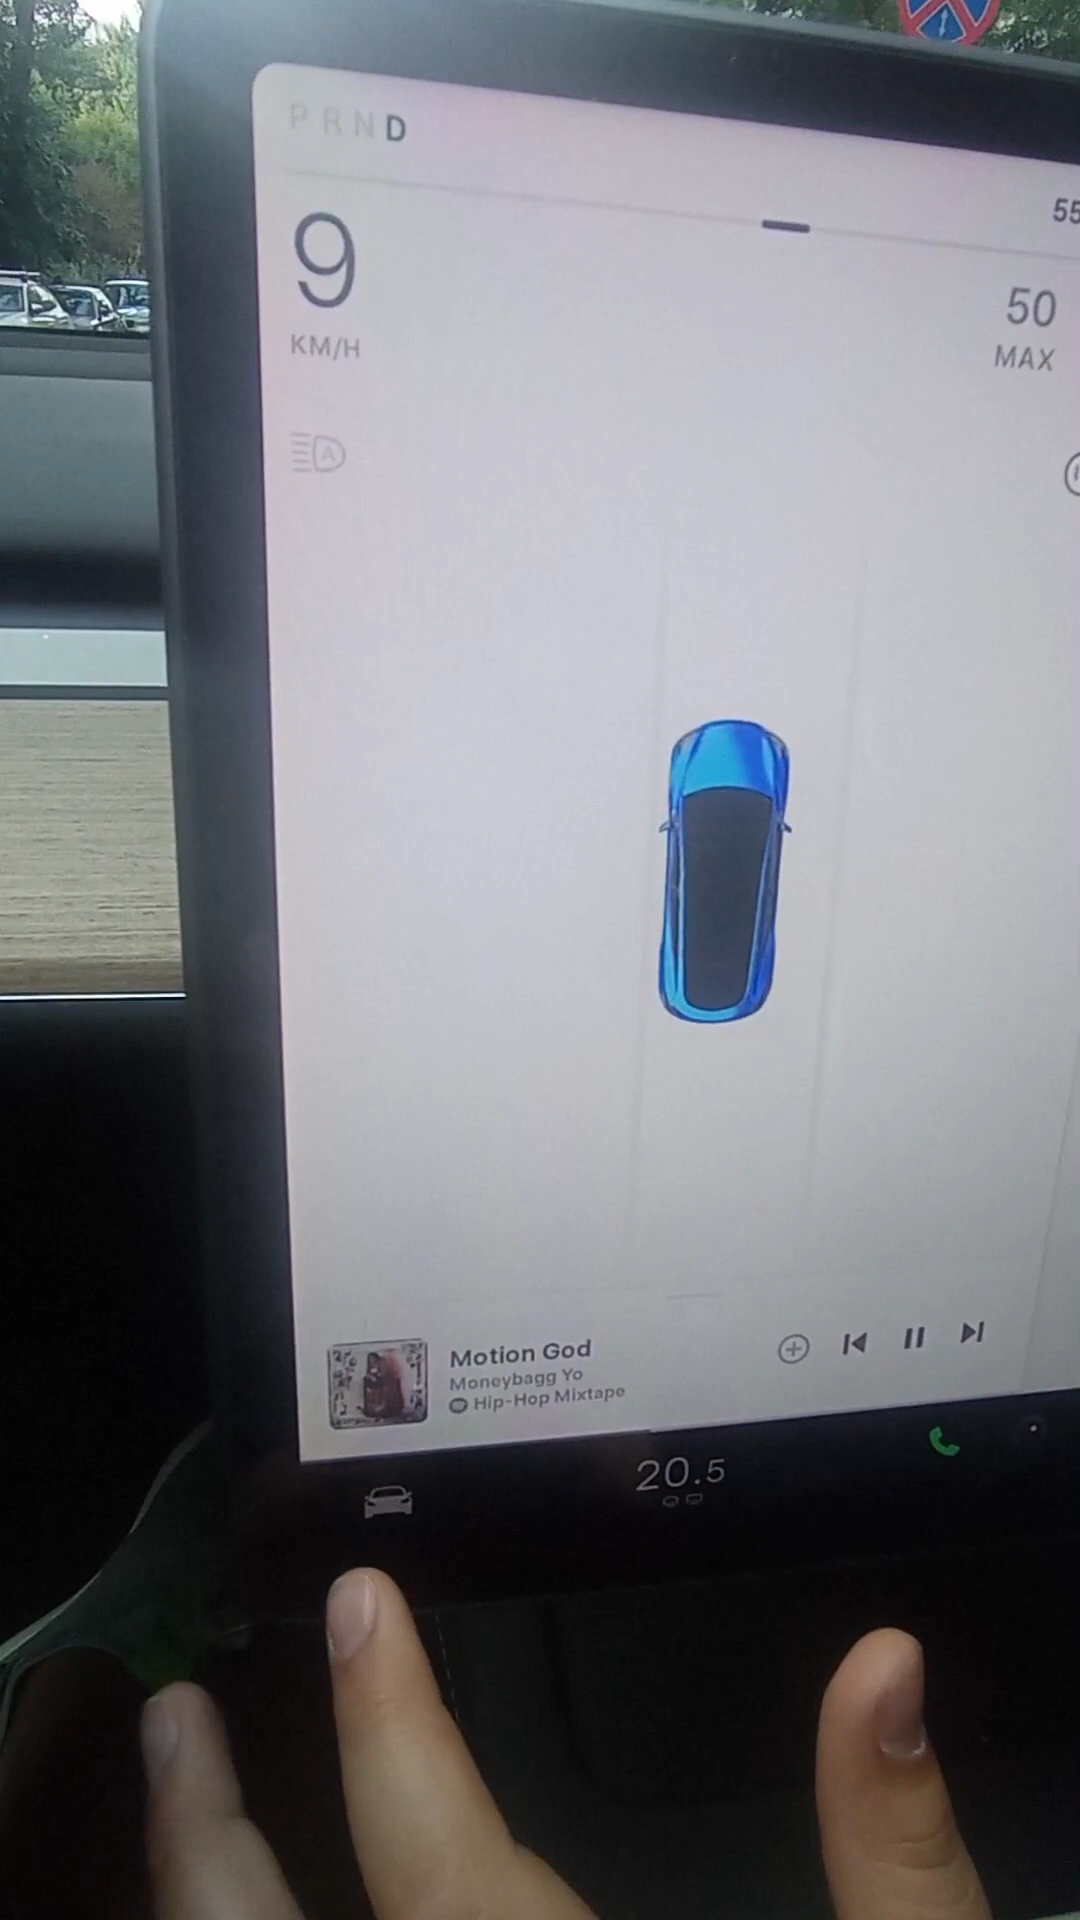 P R N D
55
9
KM/H
50
MAX
A
Motion God
Moneybagg Yo
Hip-Hop Mixtape
20.5